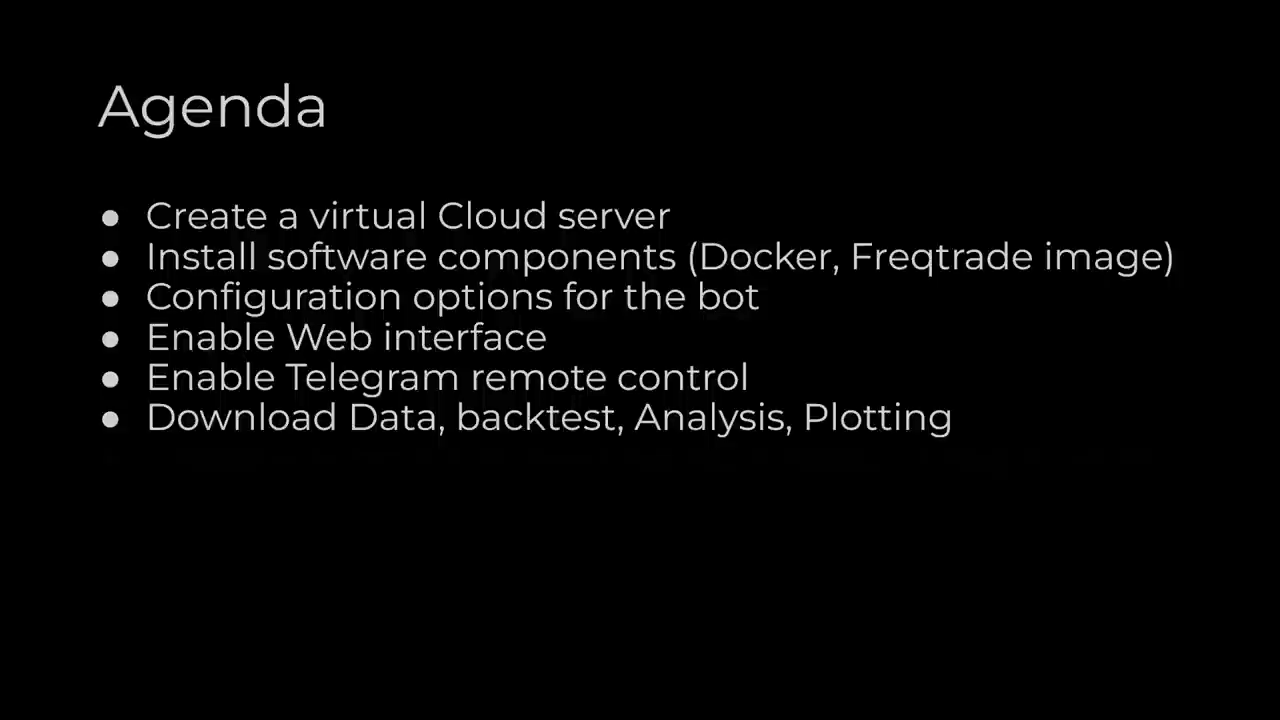 Agenda
● Create a virtual Cloud server
● Install software components (Docker, Freqtrade image)
● Configuration options for the bot
● Enable Web interface
● Enable Telegram remote control
● Download Data, backtest, Analysis, Plotting